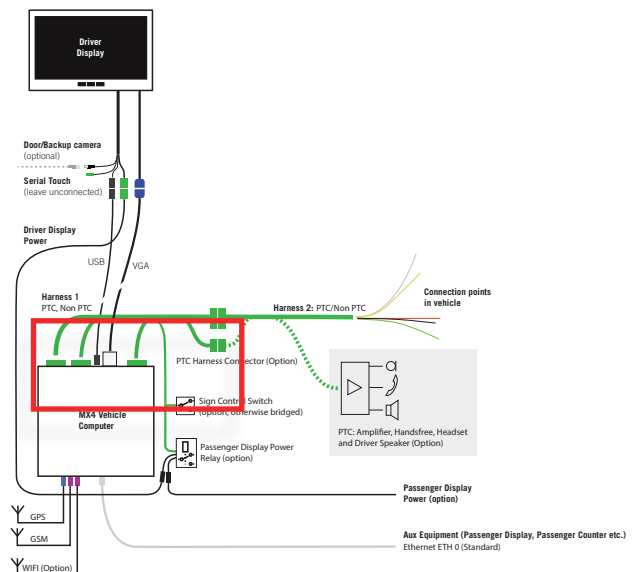 Driver
Display
Door/Backup camera
(optional)
Serial Touch
(leave unconnected)
Driver Display
Power
USB
VGA
Harness 1
PTC, Non PTC
Harness 2: PTC/Non PTC
Connection points
in vehicle
PTC Harness Connector (Option)
Sign Control Switch
(option, otherwise bridged)
MX4 Vehicle
Computer
PTC: Amplifier, Handsfree, Headset
and Driver Speaker (Option)
Passenger Display Power
Relay (option)
Passenger Display
Power (option)
GPS
GSM
WIFI (Option)
Aux Equipment (Passenger Display, Passenger Counter etc.)
Ethernet ETH 0 (Standard)